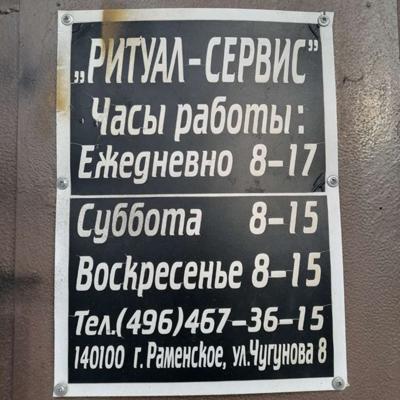 „РИТУАЛ-СЕРВИС”
Часы работы:
Ежедневно 8-17
Суббота 8-15
Воскресенье 8-15
Тел.(496)467-36-15
140100 г. Раменское, ул.Чугунова 8